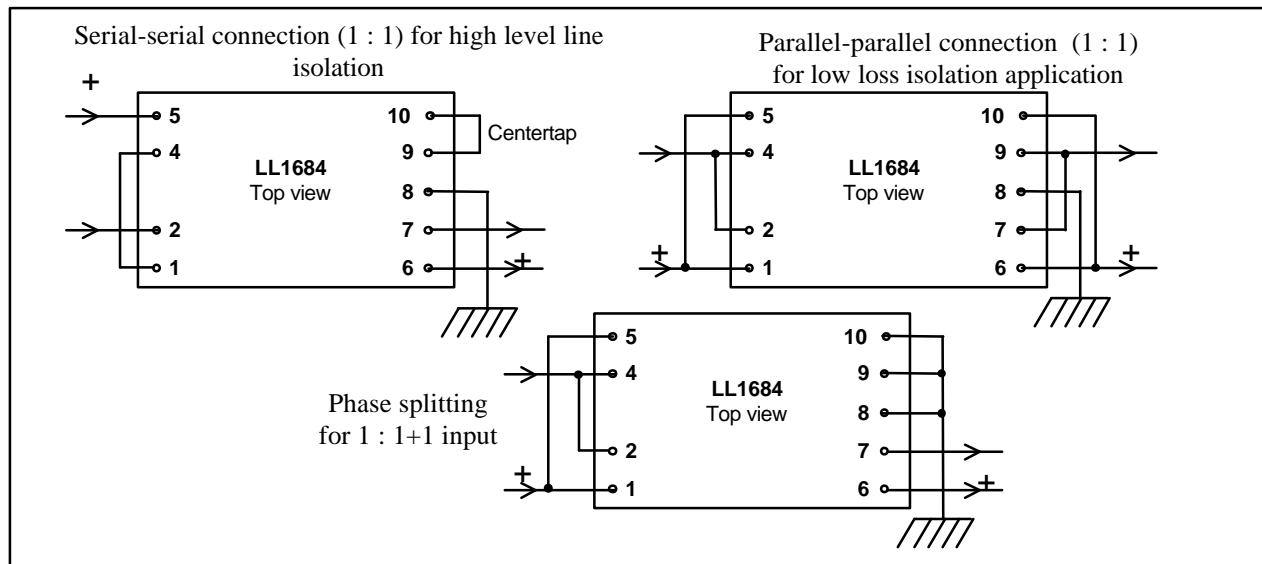 Serial-serial connection (1 : 1) for high level line
isolation
+
5
4
2
1
LL1684
Top view
10
9
8
7
6
Centertap
+
Parallel-parallel connection (1 : 1)
for low loss isolation application
5
4
2
1
+
LL1684
Top view
10
9
8
7
6
+
Phase splitting
for 1 : 1+1 input
5
4
2
1
+
LL1684
Top view
10
9
8
7
6
+